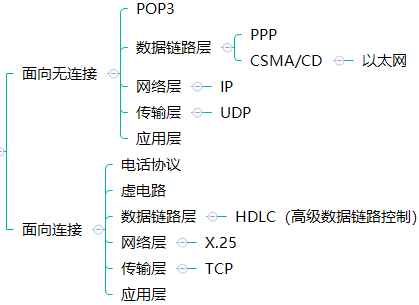 面向无连接
POP3
数据链路层
PPP
CSMA/CD
以太网
网络层
IP
传输层
UDP
应用层
面向连接
电话协议
虚电路
数据链路层
HDLC（高级数据链路控制）
网络层
X.25
传输层
TCP
应用层